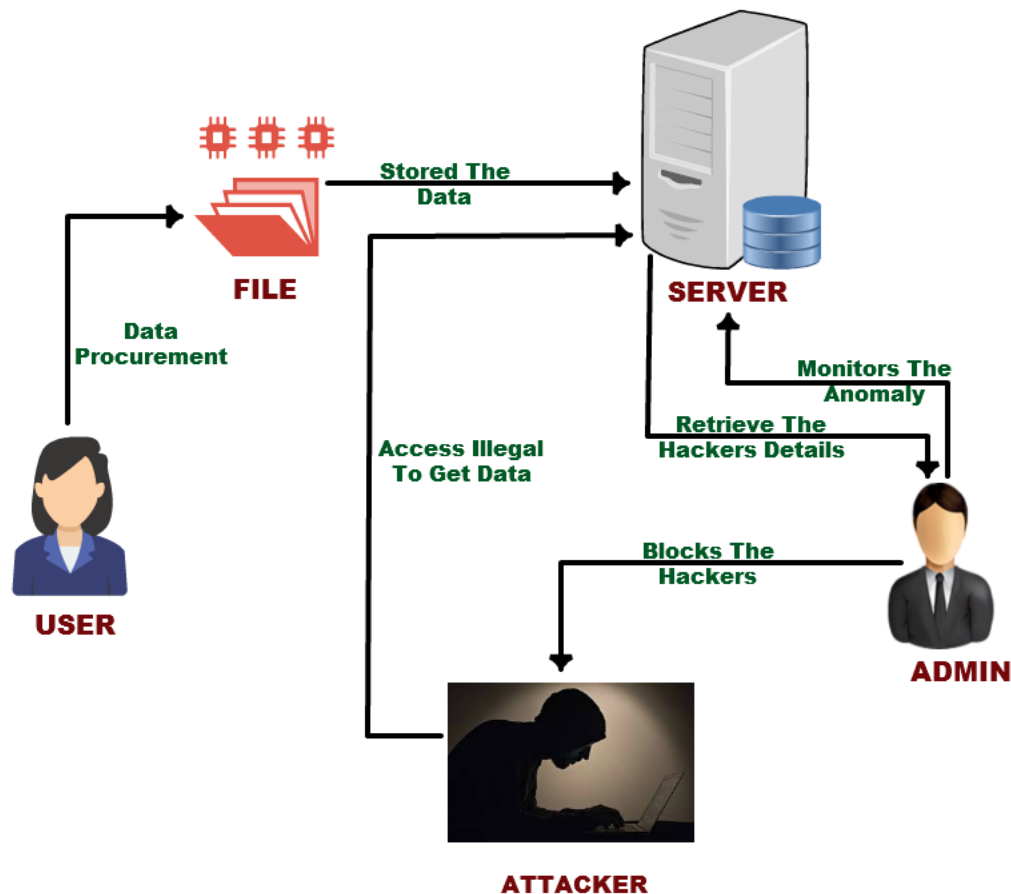 Stored The
Data
FILE
SERVER
Data
Procurement
Monitors The
Anomaly
Retrieve The
Hackers Details
Access Illegal
To Get Data
Blocks The
Hackers
USER
ADMIN
ATTACKER